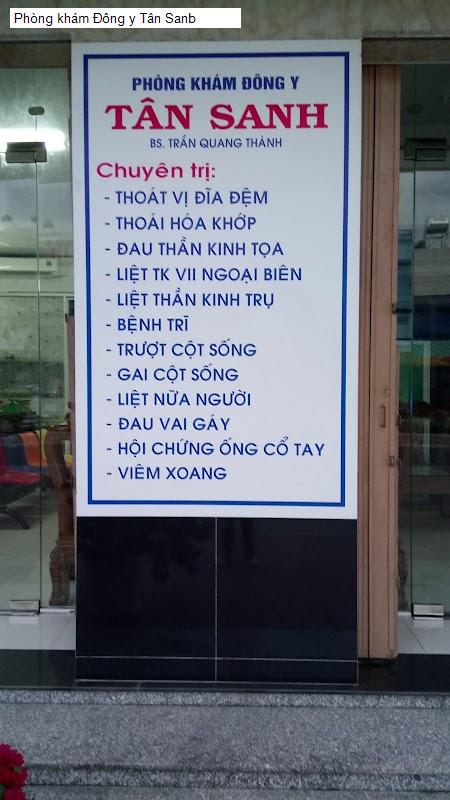 Phòng khám Đông y Tân Sanb
PHÒNG KHÁM ĐÔNG Y
TÂN SANH
BS. TRẦN QUANG THÀNH
Chuyên trị:
- THOÁT VỊ ĐĨA ĐỆM
- THOÁI HÓA KHỚP
- ĐAU THẦN KINH TỌA
- LIỆT TK VII NGOẠI BIÊN
- LIỆT THẦN KINH TRỤ
- BỆNH TRĨ
- TRƯỢT CỘT SỐNG
- GAI CỘT SỐNG
- LIỆT NỮA NGƯỜI
- ĐAU VAI GÁY
- HỘI CHỨNG ỐNG CỔ TAY
- VIÊM XOANG